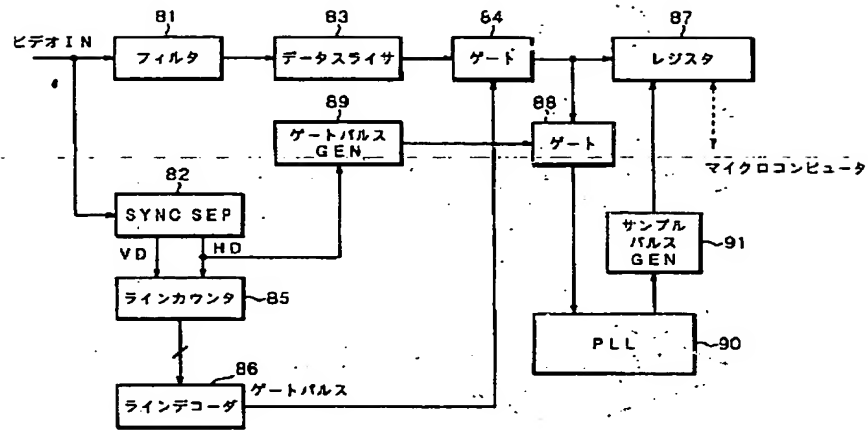 81
83
84
87
ビデオIN
フィルタ
データスライサ
ゲート
レジスタ
89
88
ゲートパルス
GEN
ゲート
マイクロコンピュータ
82
SYNC SEP
サンプル
パルス
GEN
91
VD
HD
ラインカウンタ
85
PLL
90
86
ゲートパルス
ラインデコーダ